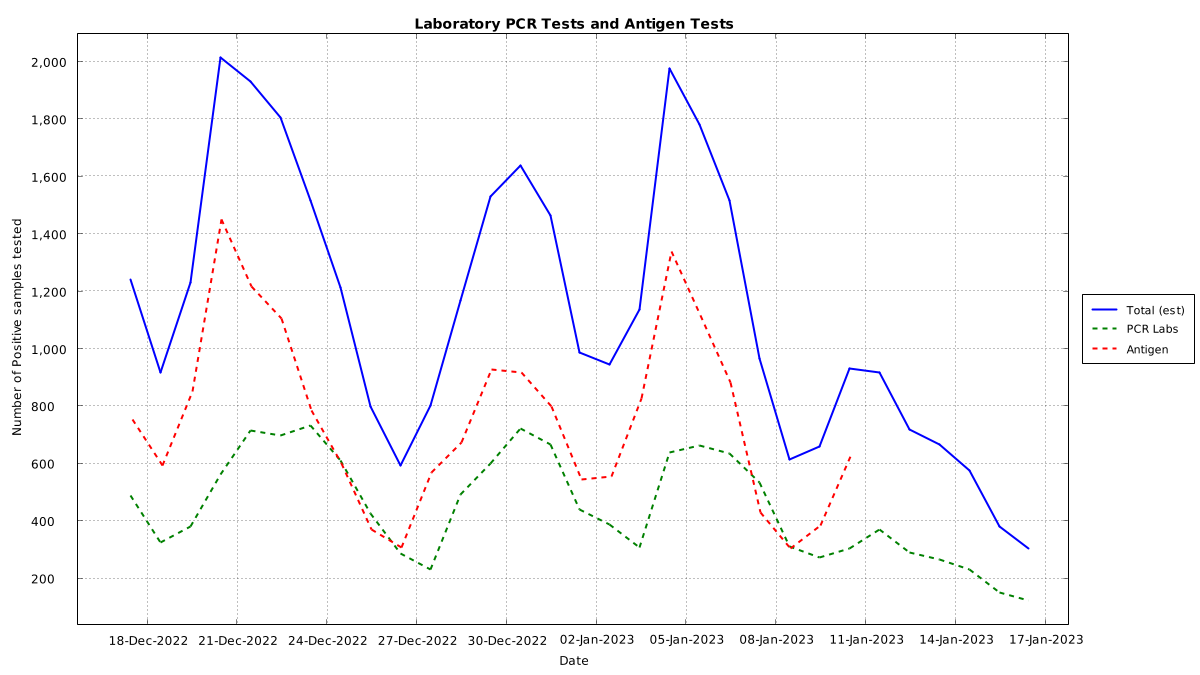 Laboratory PCR Tests and Antigen Tests
2,000
1,800
1,600
1,400
1,200
1,000
800
600
400
200
Number of Positive samples tested
18-Dec-2022 21-Dec-2022 24-Dec-2022 27-Dec-2022 30-Dec-2022 02-Jan-2023 05-Jan-2023 08-Jan-2023 11-Jan-2023 14-Jan-2023 17-Jan-2023
Date
Total (est)
PCR Labs
Antigen